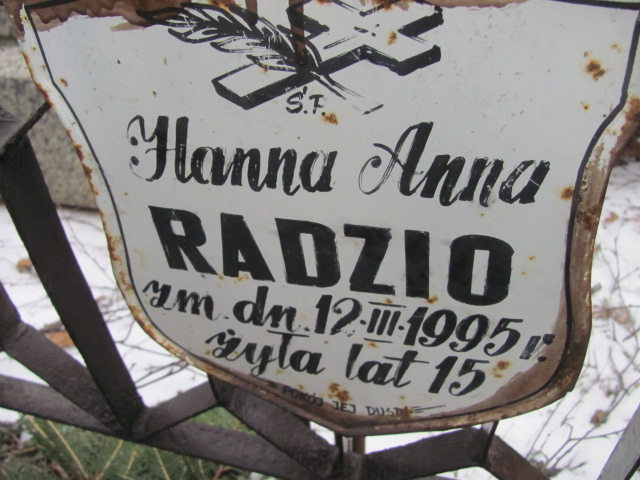 Ś.P.
Hanna Anna
RADZIO
zm. dn. 12·III·1995 r.
żyła lat 15
POKÓJ JEJ DUSZY